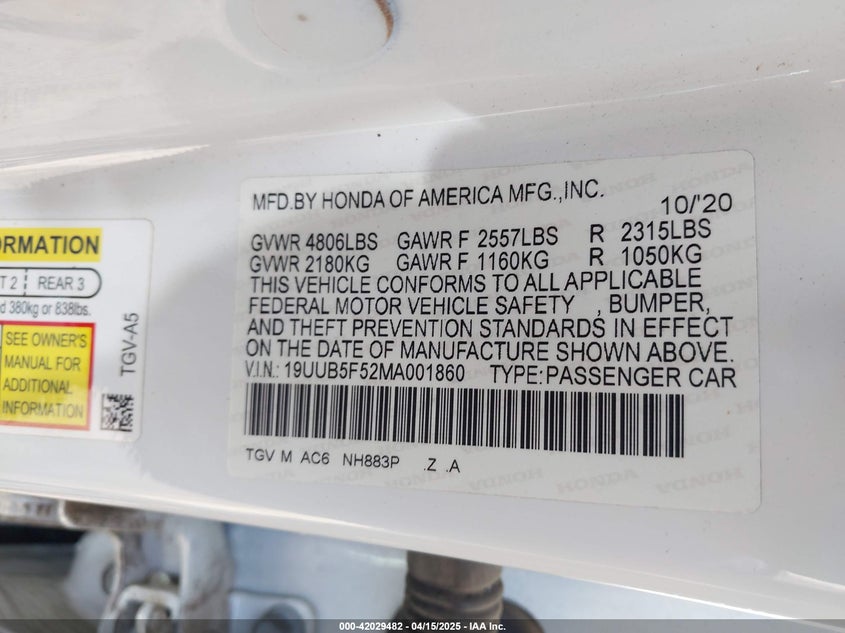 MFD.BY HONDA OF AMERICA MFG.,INC. 10/'20
GVWR 4806LBS GAWR F 2557LBS R 2315LBS
GVWR 2180KG GAWR F 1160KG R 1050KG
THIS VEHICLE CONFORMS TO ALL APPLICABLE
FEDERAL MOTOR VEHICLE SAFETY , BUMPER,
AND THEFT PREVENTION STANDARDS IN EFFECT
ON THE DATE OF MANUFACTURE SHOWN ABOVE.
V.I.N.: 19UUB5F52MA001860 TYPE:PASSENGER CAR
TGV M AC6 NH883P .Z .A
ORMATION
T 2 REAR 3
d 380kg or 838lbs.
SEE OWNER'S
MANUAL FOR
ADDITIONAL
INFORMATION
TGV-A5
HONDA HONDA HONDA
000-42029482 - 04/15/2025 - IAA Inc.